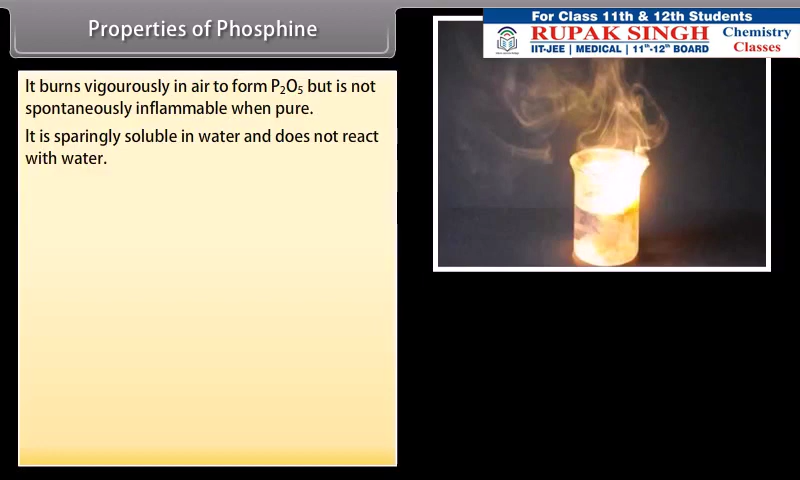 Properties of Phosphine
For Class 11th & 12th Students
RUPAK SINGH
IIT-JEE | MEDICAL | 11th-12th BOARD
Chemistry
Classes
It burns vigourously in air to form P₂O₅ but is not
spontaneously inflammable when pure.
It is sparingly soluble in water and does not react
with water.